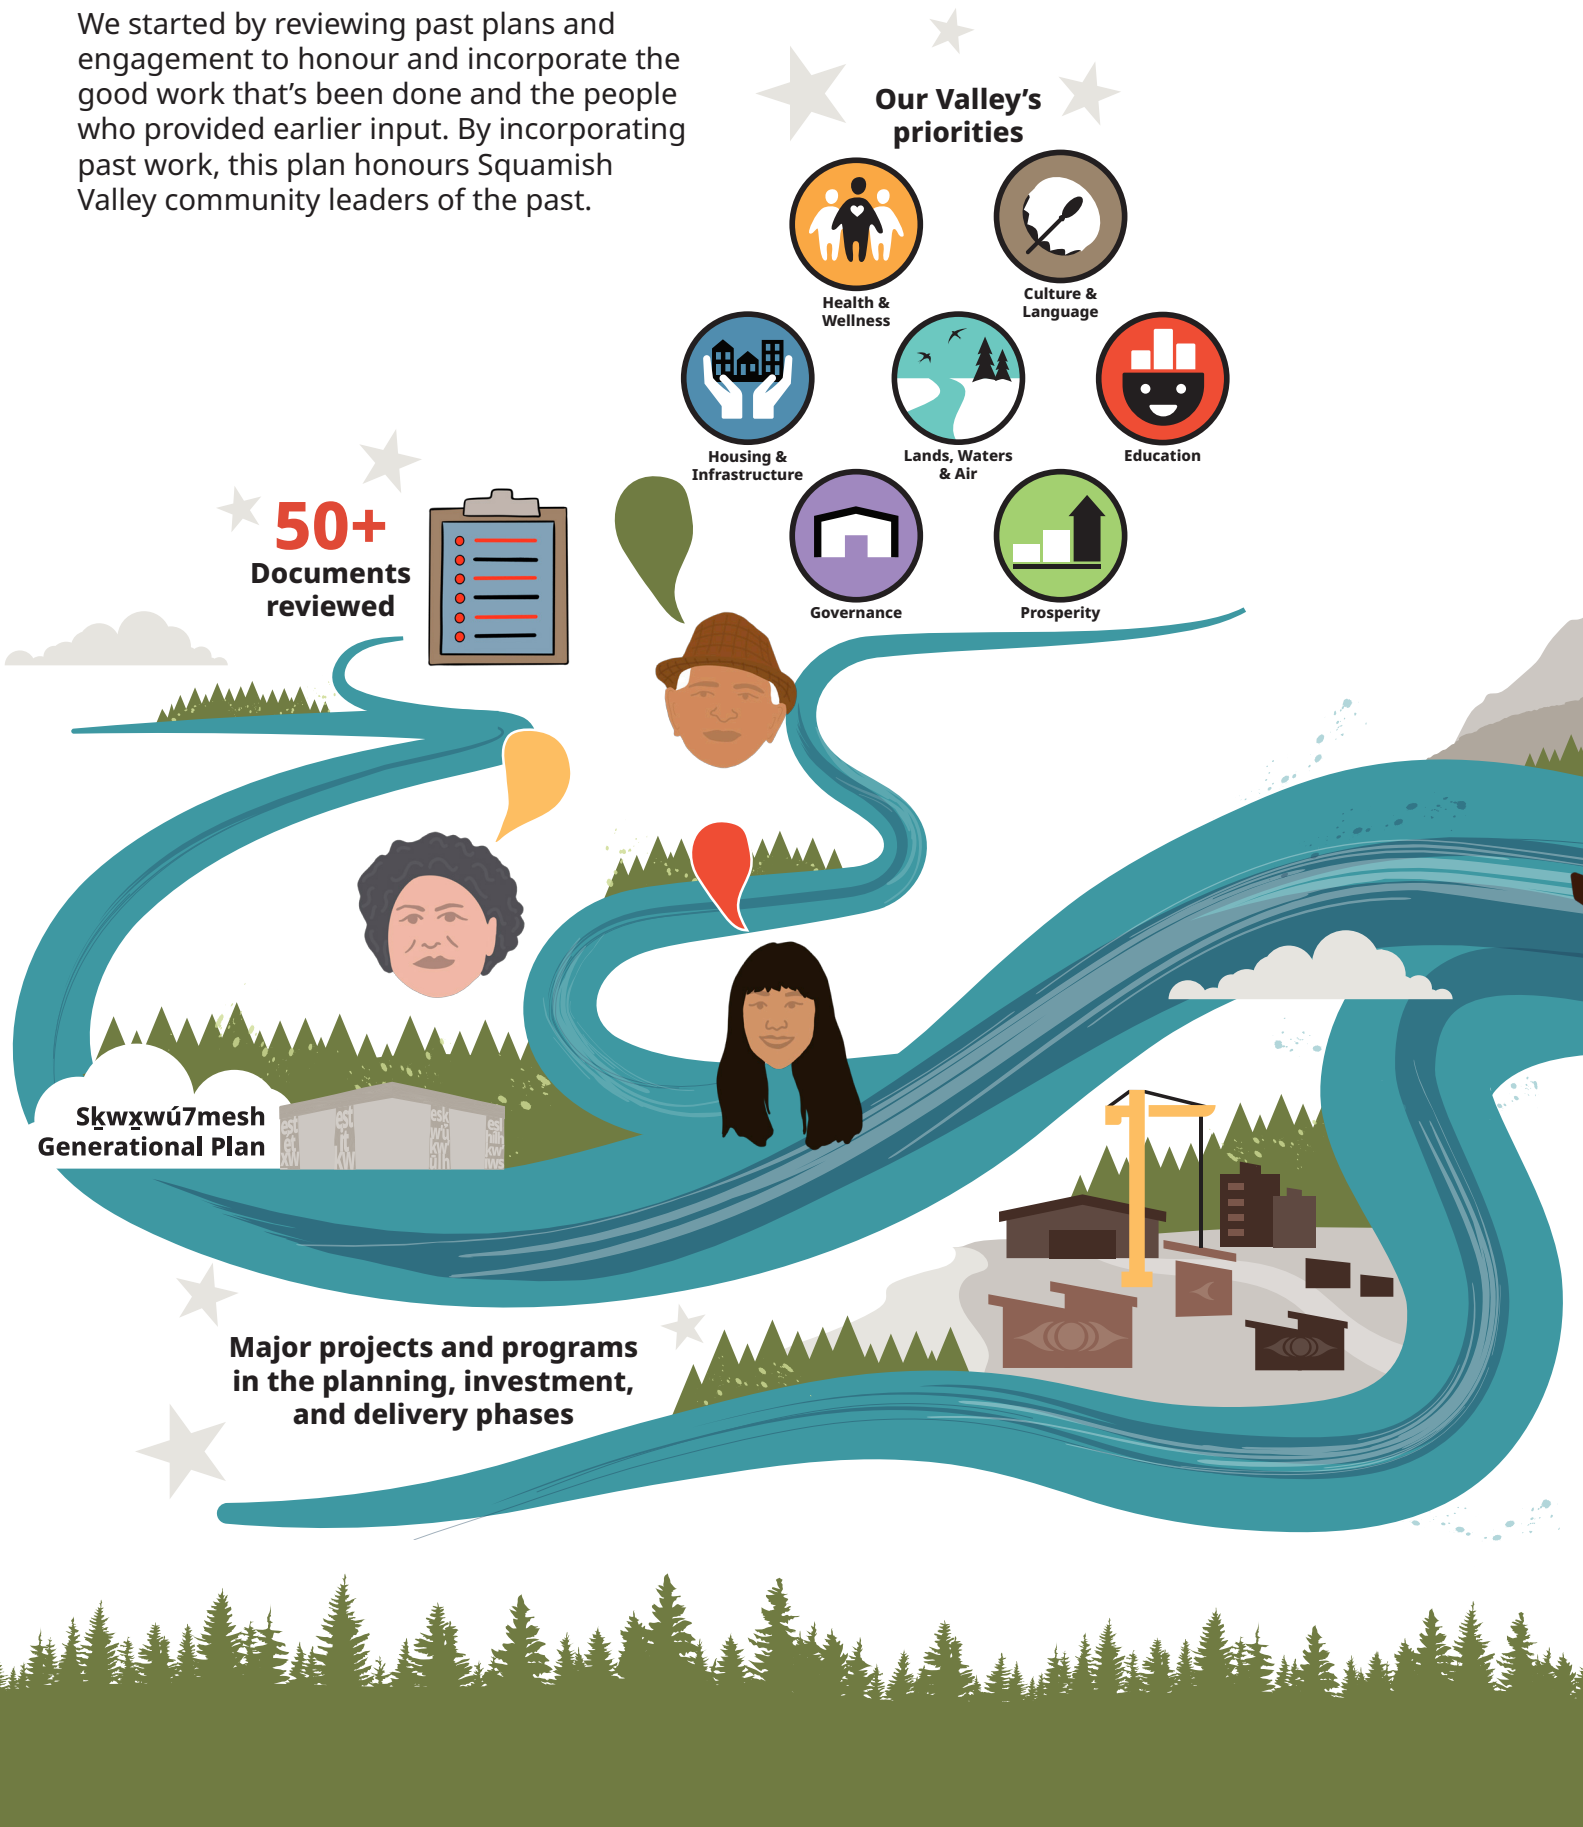 We started by reviewing past plans and
engagement to honour and incorporate the
good work that’s been done and the people
who provided earlier input. By incorporating
past work, this plan honours Squamish
Valley community leaders of the past.
Our Valley’s
priorities
Health &
Wellness
Culture &
Language
Housing &
Infrastructure
Lands, Waters
& Air
Education
Governance
Prosperity
50+
Documents
reviewed
Sḵwx̱wú7mesh
Generational Plan
Major projects and programs
in the planning, investment,
and delivery phases